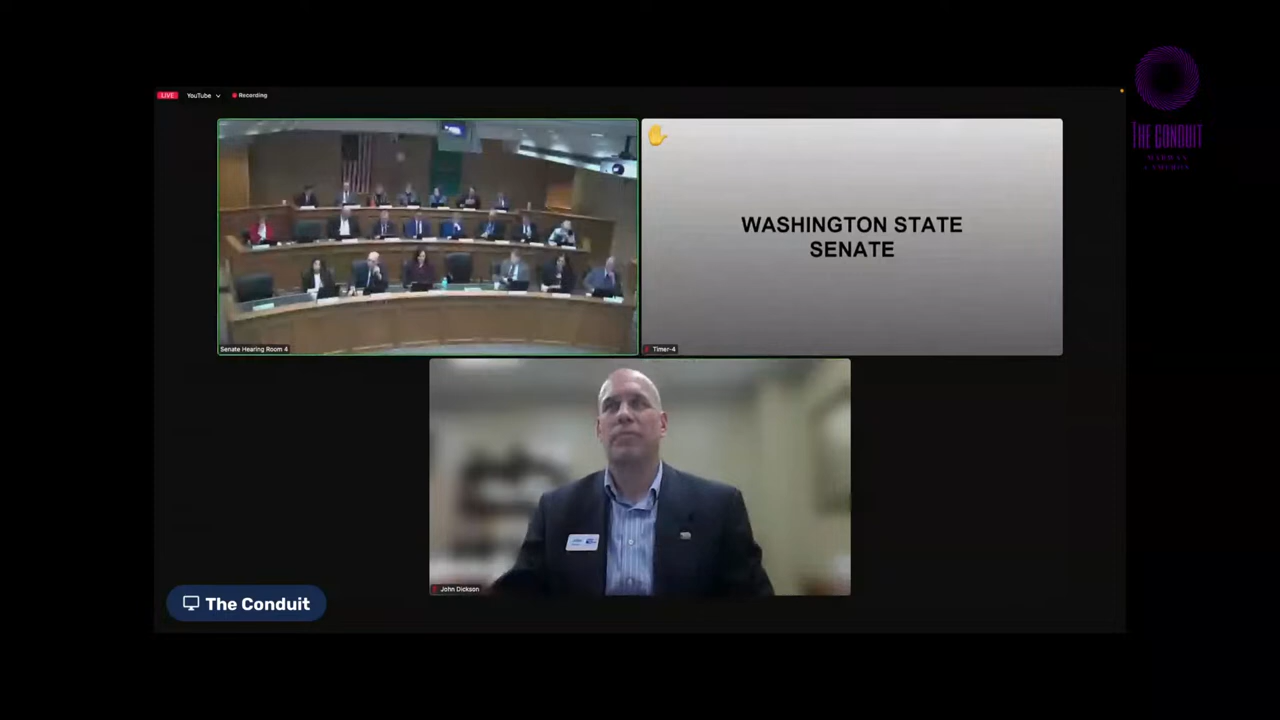 LIVE
YouTube
Recording
THE CONDUIT
WASHINGTON STATE
SENATE
Senate Hearing Room 4
Timer-4
John Dickson
The Conduit